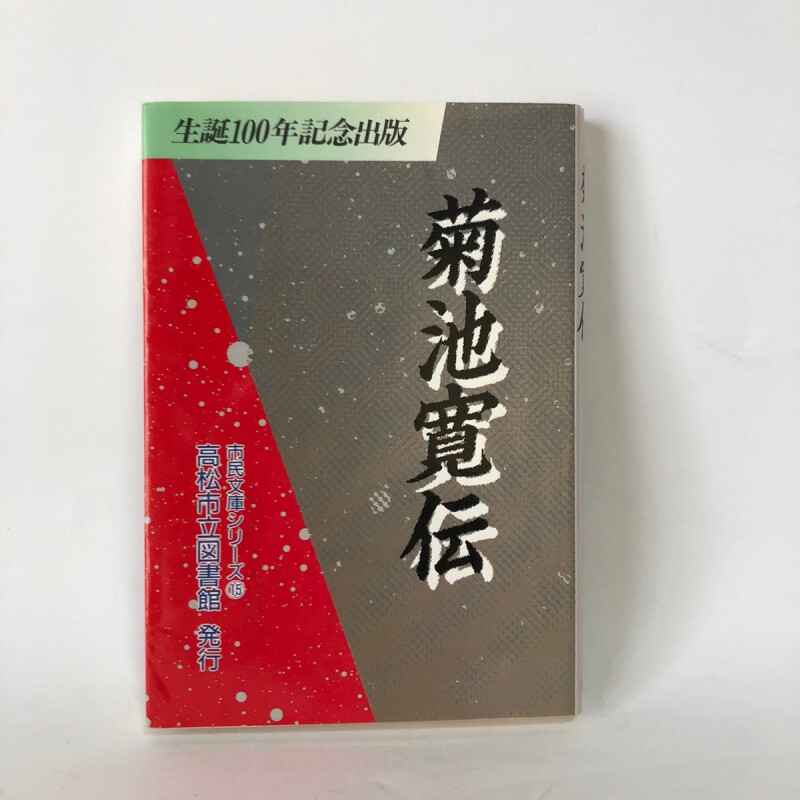 生誕100年記念出版
菊池寛伝
市民文庫シリーズ⑮
高松市立図書館 発行